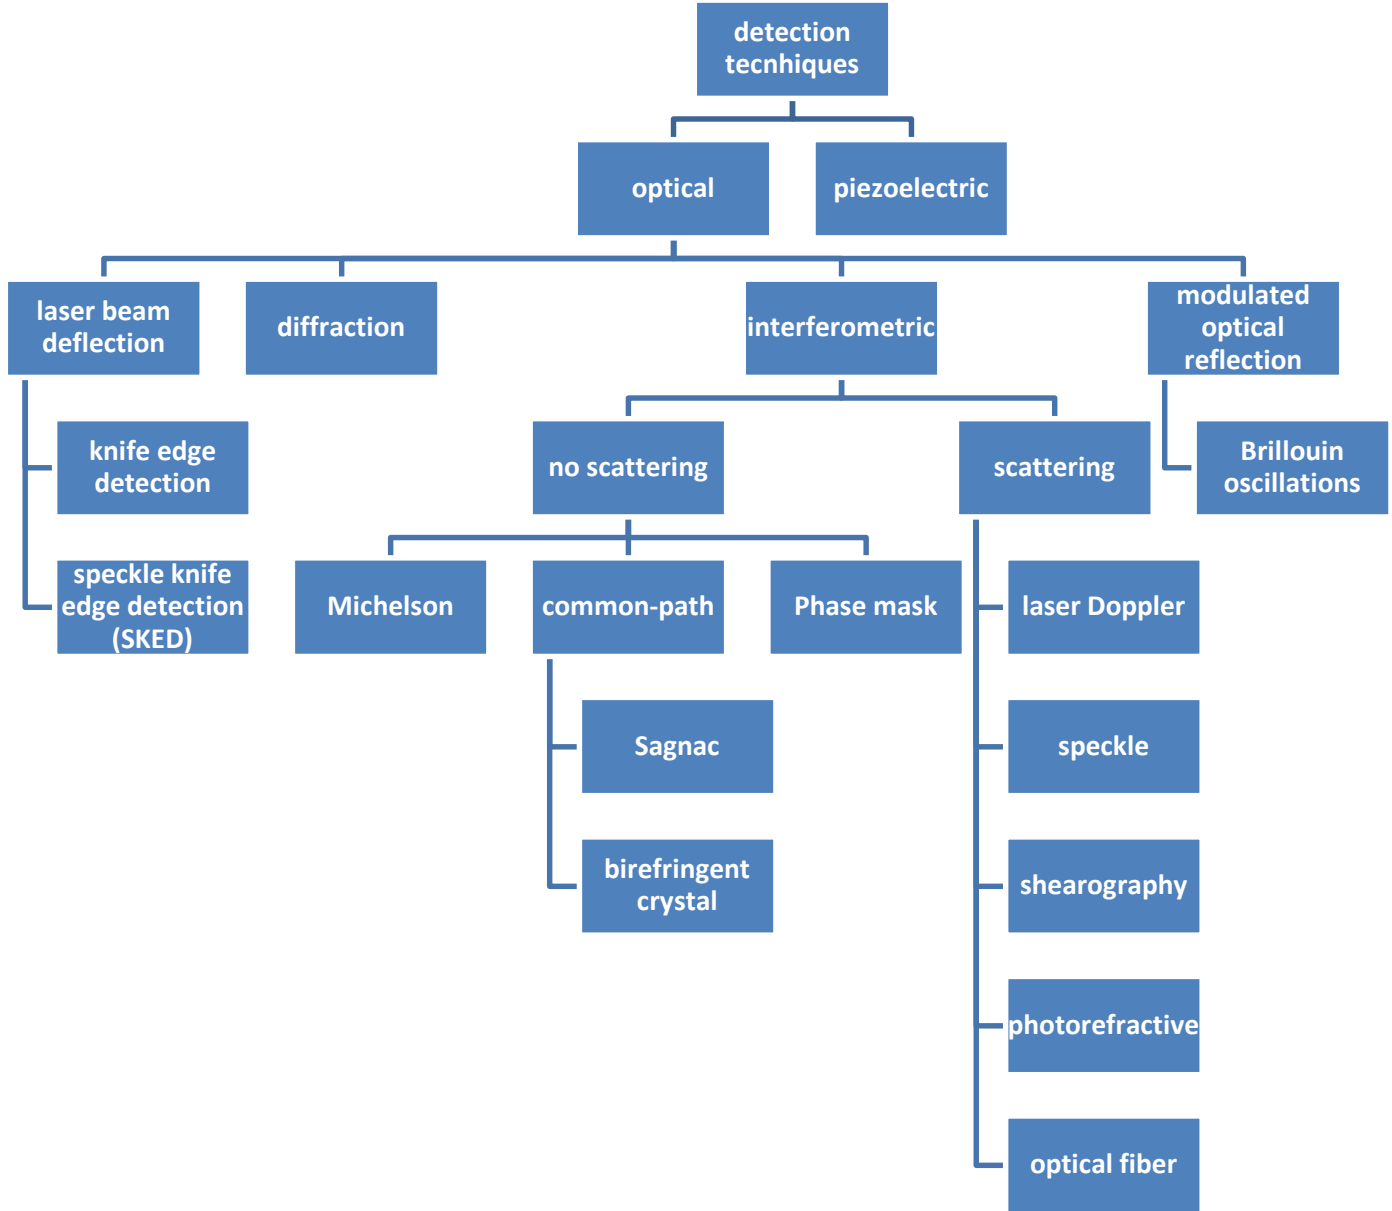 detection
tecnhiques
optical
piezoelectric
laser beam
deflection
diffraction
interferometric
modulated
optical
reflection
knife edge
detection
no scattering
scattering
Brillouin
oscillations
speckle knife
edge detection
(SKED)
Michelson
common-path
Phase mask
laser Doppler
Sagnac
speckle
birefringent
crystal
shearography
photorefractive
optical fiber